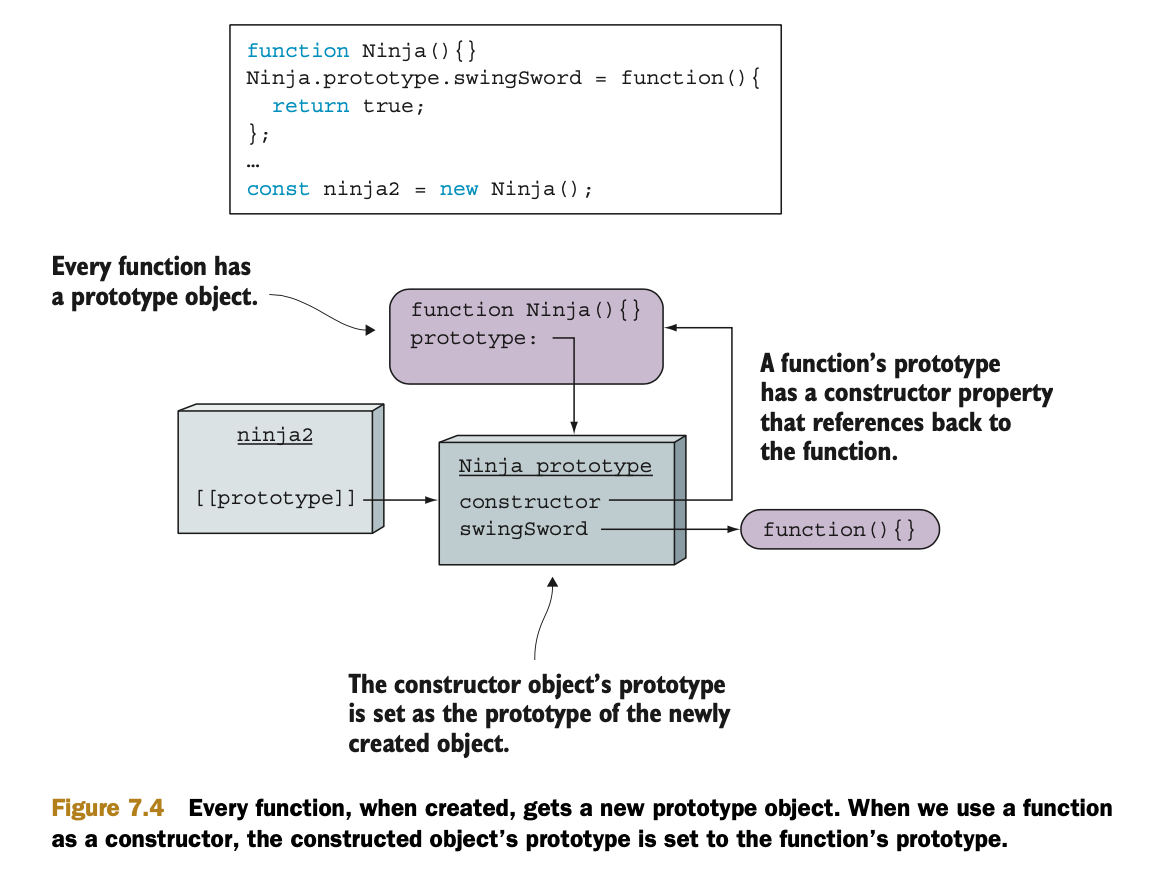 function Ninja(){}
Ninja.prototype.swingSword = function(){
  return true;
};
…
const ninja2 = new Ninja();
Every function has
a prototype object.
function Ninja(){}
prototype:
A function’s prototype
has a constructor property
that references back to
the function.
ninja2
[[prototype]]
Ninja prototype
constructor
swingSword
function(){}
The constructor object’s prototype
is set as the prototype of the newly
created object.
Figure 7.4 Every function, when created, gets a new prototype object. When we use a function
as a constructor, the constructed object’s prototype is set to the function’s prototype.